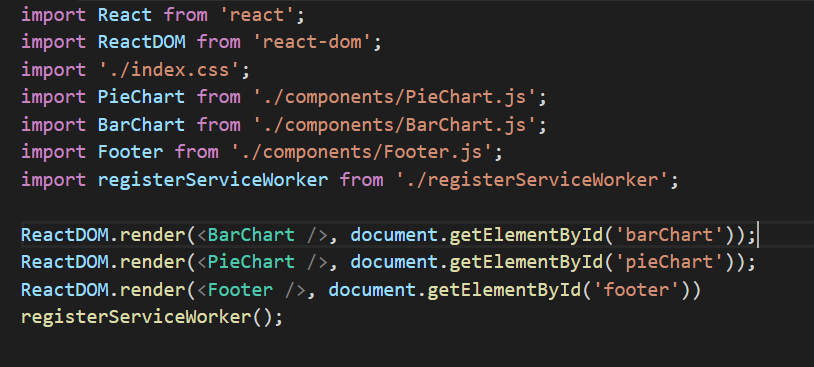 import React from 'react';
import ReactDOM from 'react-dom';
import './index.css';
import PieChart from './components/PieChart.js';
import BarChart from './components/BarChart.js';
import Footer from './components/Footer.js';
import registerServiceWorker from './registerServiceWorker';

ReactDOM.render(<BarChart />, document.getElementById('barChart'));
ReactDOM.render(<PieChart />, document.getElementById('pieChart'));
ReactDOM.render(<Footer />, document.getElementById('footer'))
registerServiceWorker();